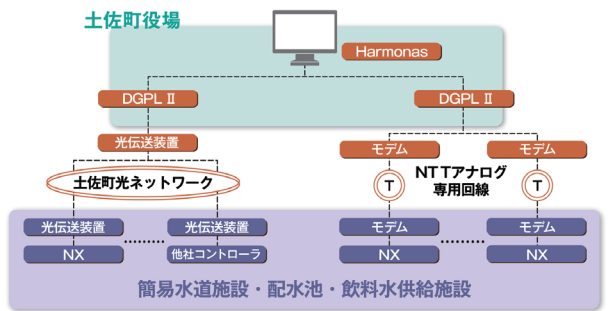 土佐町役場
Harmonas
DGPL Ⅱ
DGPL Ⅱ
光伝送装置
モデム
モデム
土佐町光ネットワーク
T
NTTアナログ
専用回線
T
光伝送装置
光伝送装置
モデム
モデム
NX
他社コントローラ
NX
NX
簡易水道施設・配水池・飲料水供給施設